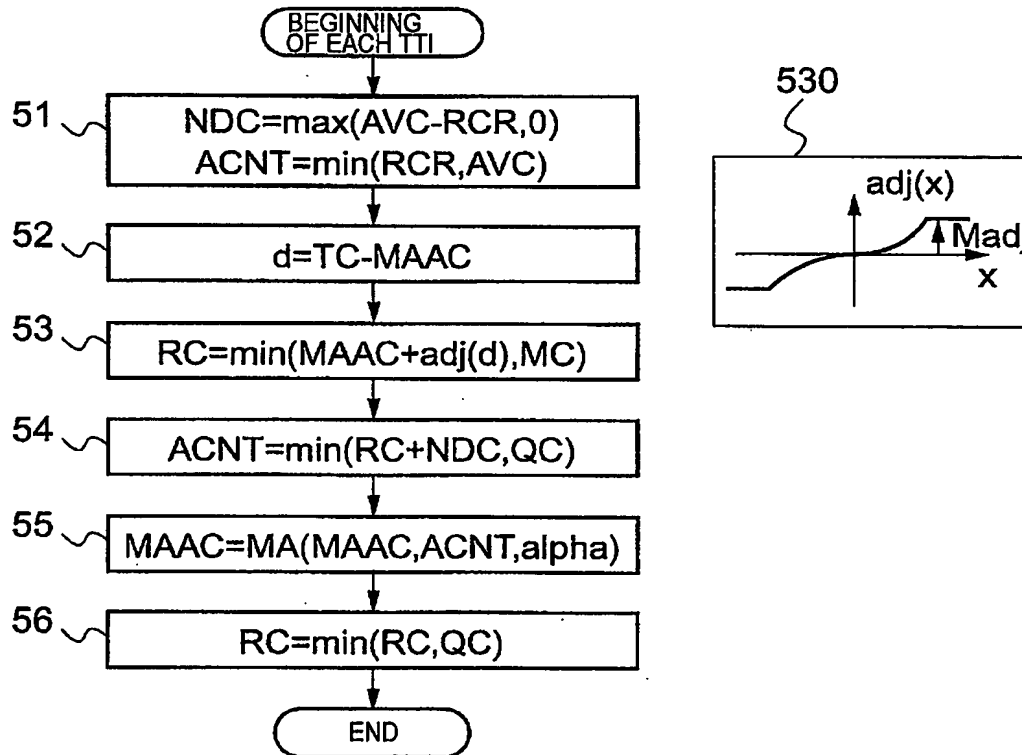 BEGINNING
OF EACH TTI
51
NDC=max(AVC-RCR,0)
ACNT=min(RCR,AVC)
52
d=TC-MAAC
53
RC=min(MAAC+adj(d),MC)
54
ACNT=min(RC+NDC,QC)
55
MAAC=MA(MAAC,ACNT,alpha)
56
RC=min(RC,QC)
END
530
adj(x)
Madj
x